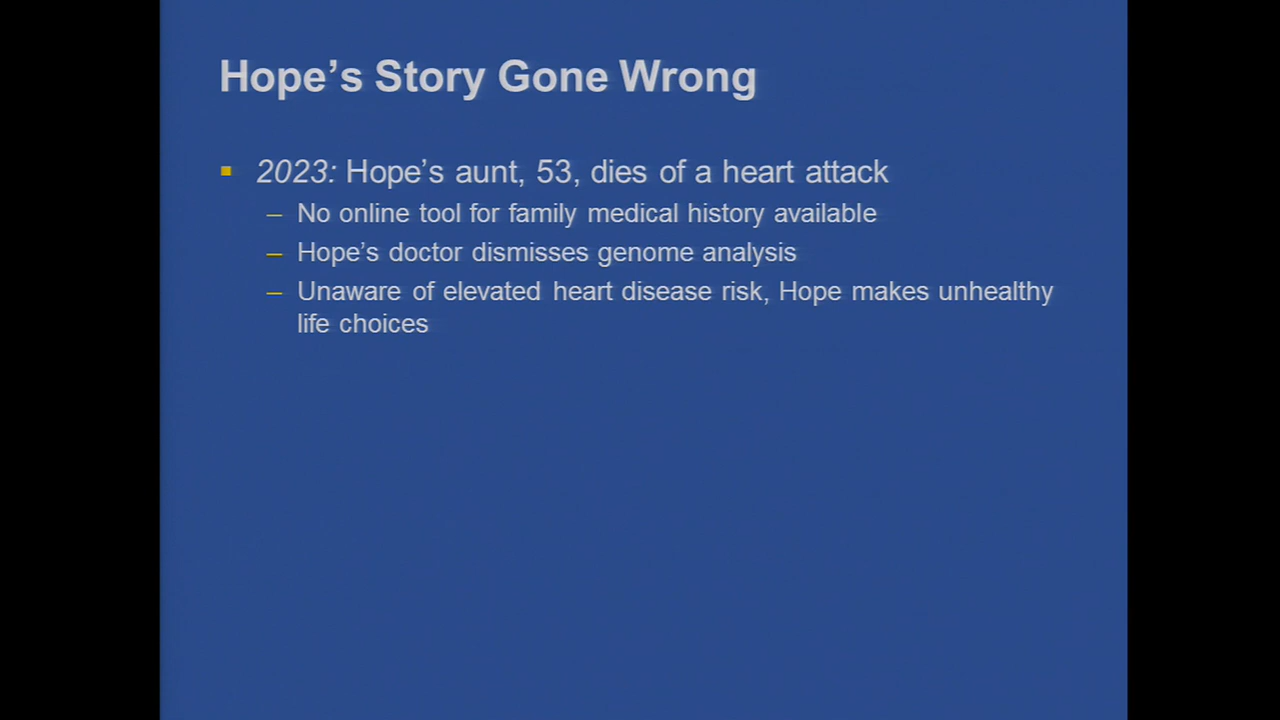 Hope’s Story Gone Wrong
▪ 2023: Hope’s aunt, 53, dies of a heart attack
– No online tool for family medical history available
– Hope’s doctor dismisses genome analysis
– Unaware of elevated heart disease risk, Hope makes unhealthy
life choices